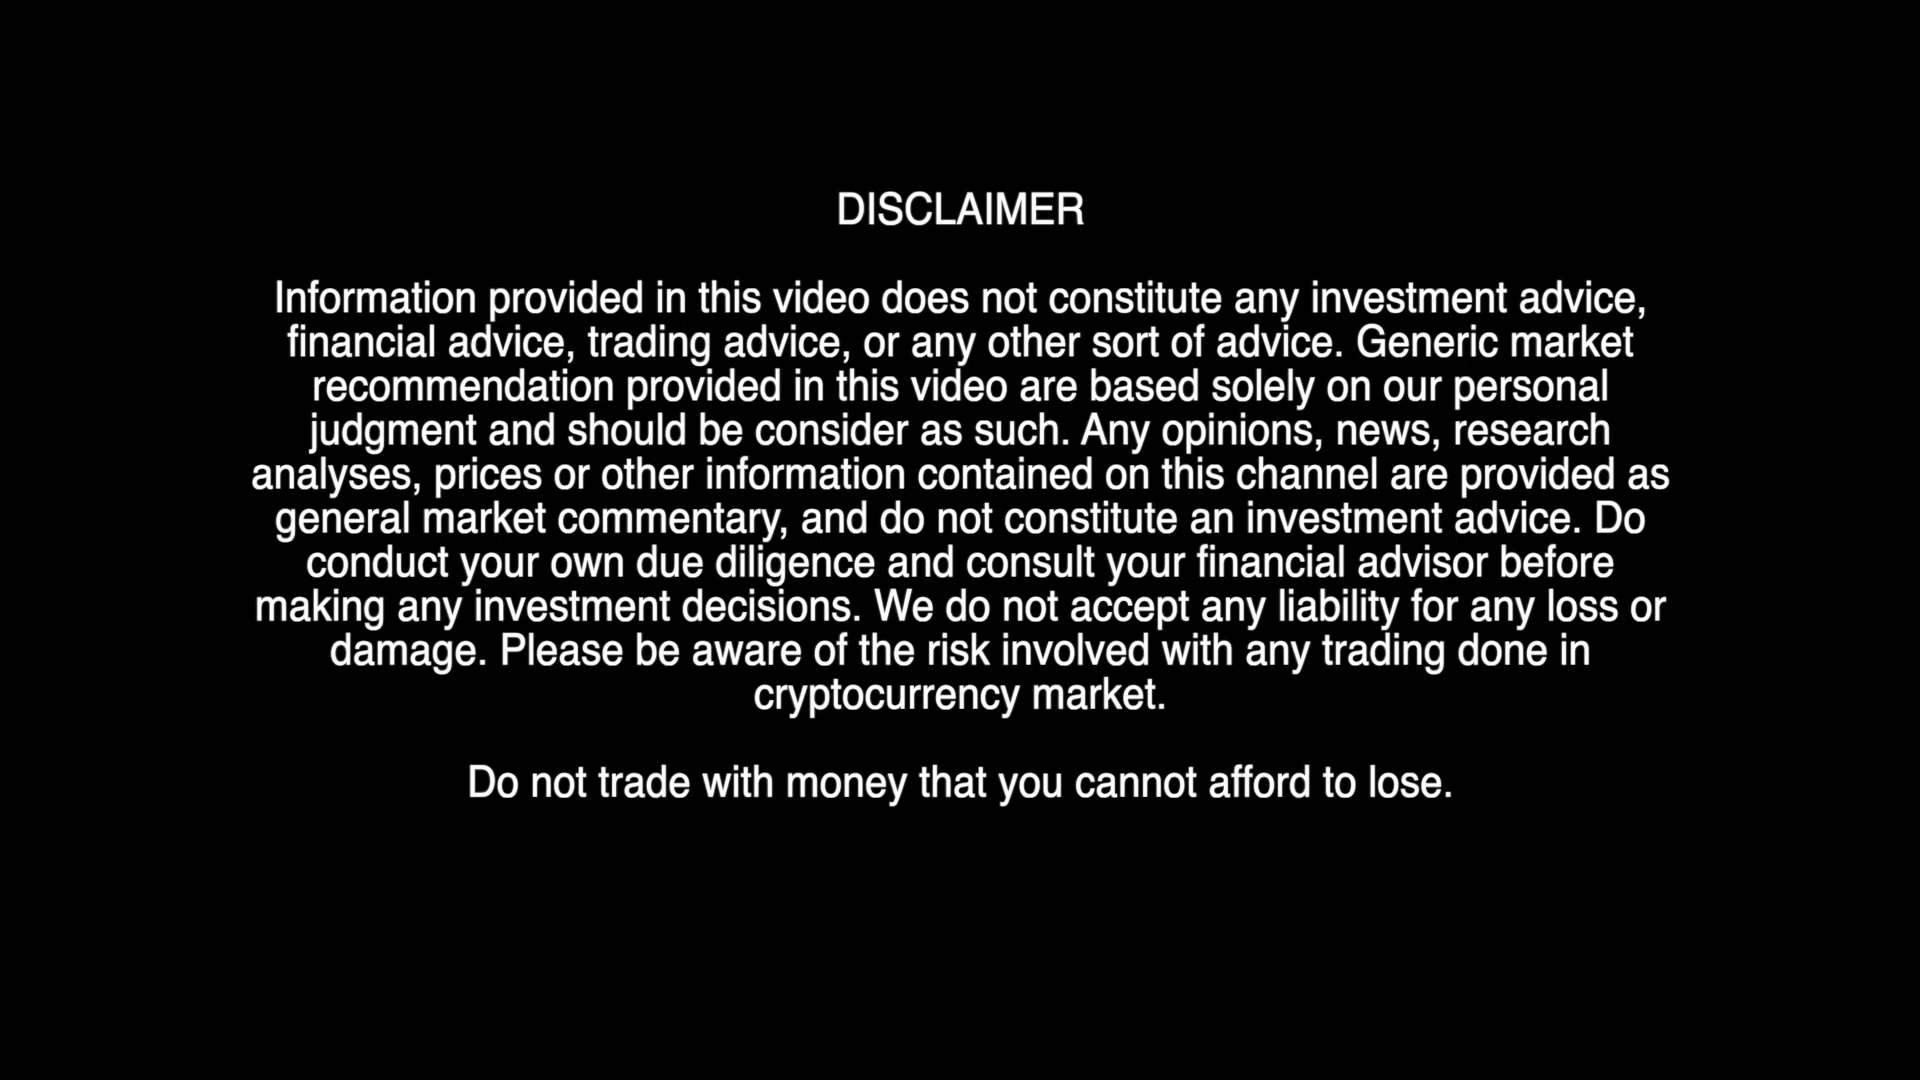 DISCLAIMER
Information provided in this video does not constitute any investment advice,
financial advice, trading advice, or any other sort of advice. Generic market
recommendation provided in this video are based solely on our personal
judgment and should be consider as such. Any opinions, news, research
analyses, prices or other information contained on this channel are provided as
general market commentary, and do not constitute an investment advice. Do
conduct your own due diligence and consult your financial advisor before
making any investment decisions. We do not accept any liability for any loss or
damage. Please be aware of the risk involved with any trading done in
cryptocurrency market.
Do not trade with money that you cannot afford to lose.